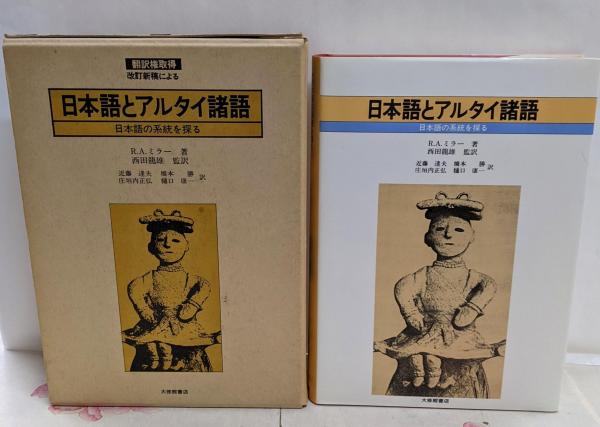 翻訳権取得
改訂新稿による
日本語とアルタイ諸語
日本語の系統を探る
R.A.ミラー 著
西田龍雄 監訳
近藤 達夫 橋本 勝
庄垣内正弘 樋口 康一 訳
大修館書店
日本語とアルタイ諸語
日本語の系統を探る
R.A.ミラー 著
西田龍雄 監訳
近藤 達夫 橋本 勝
庄垣内正弘 樋口 康一 訳
大修館書店